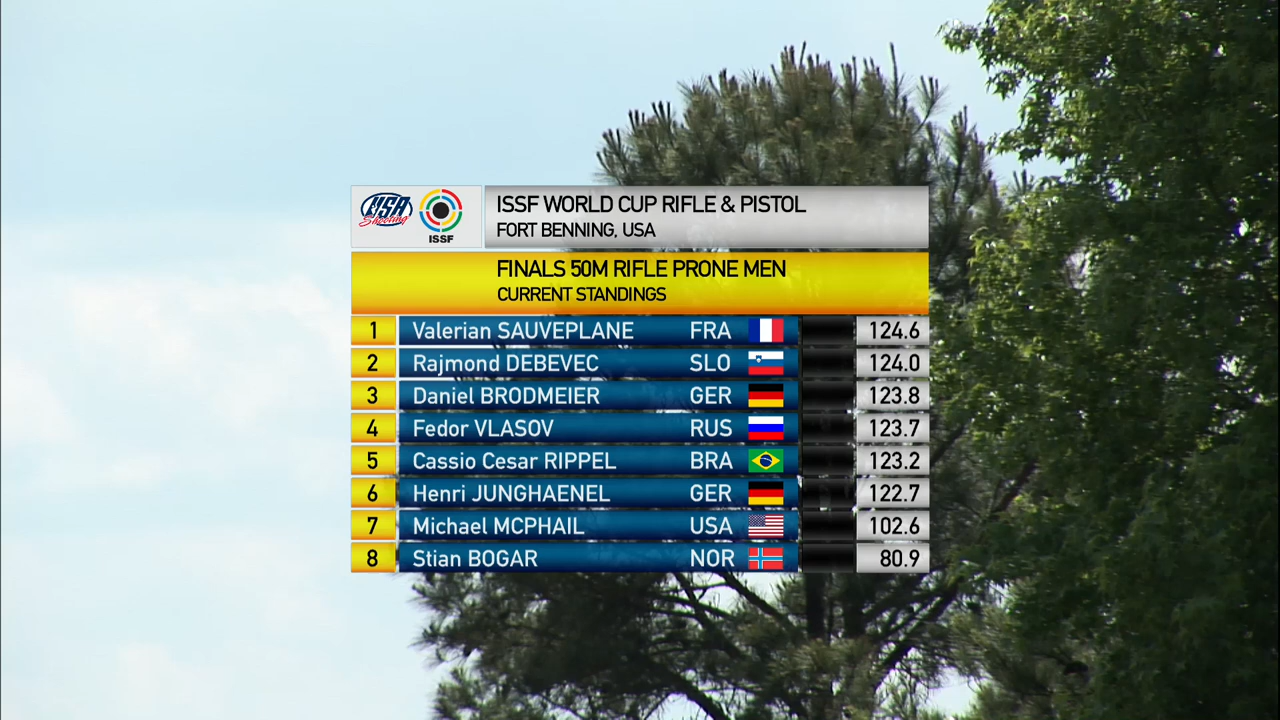 USA Shooting
ISSF
ISSF WORLD CUP RIFLE & PISTOL
FORT BENNING, USA
FINALS 50M RIFLE PRONE MEN
CURRENT STANDINGS
1 Valerian SAUVEPLANE FRA 124.6
2 Rajmond DEBEVEC SLO 124.0
3 Daniel BRODMEIER GER 123.8
4 Fedor VLASOV RUS 123.7
5 Cassio Cesar RIPPEL BRA 123.2
6 Henri JUNGHAENEL GER 122.7
7 Michael MCPHAIL USA 102.6
8 Stian BOGAR NOR 80.9